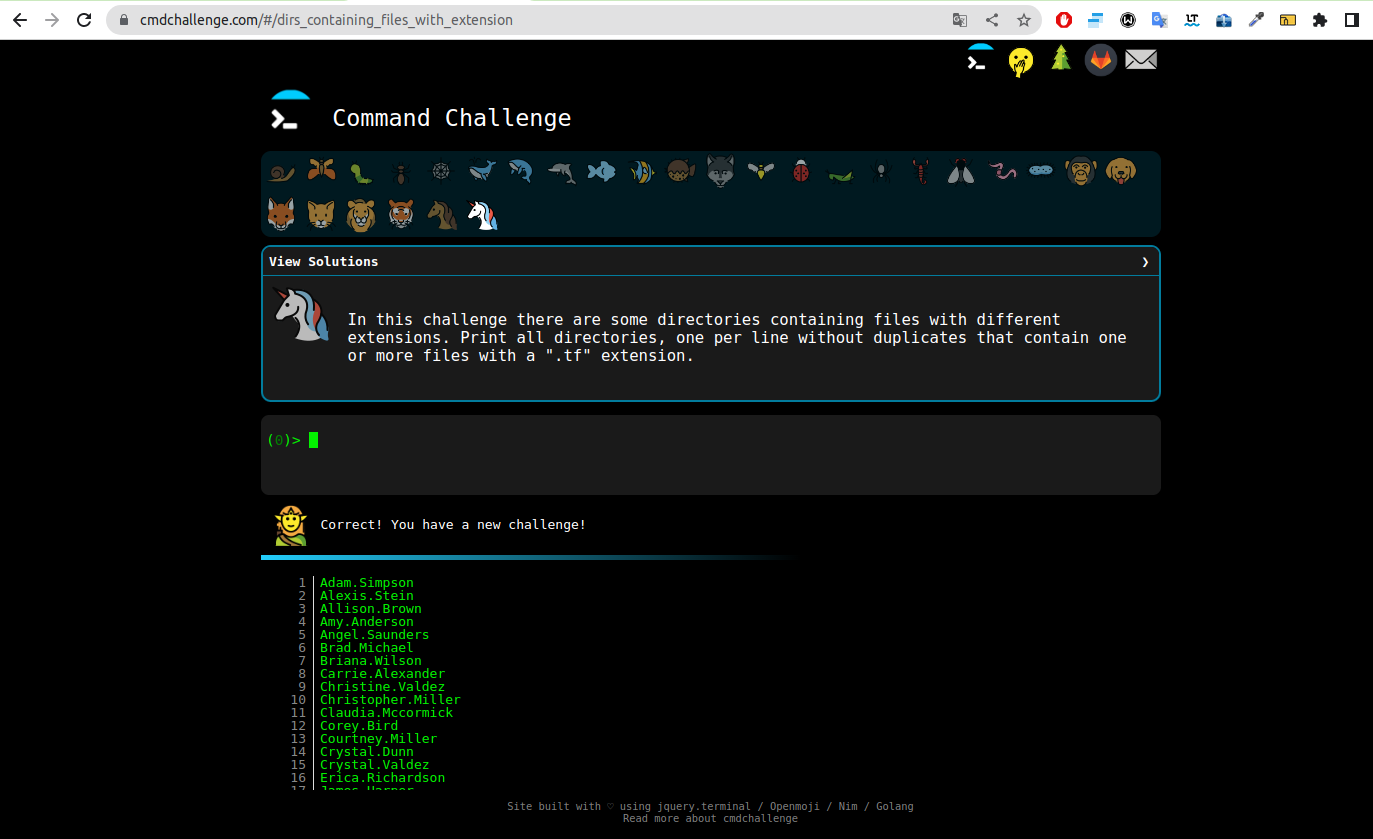 cmdchallenge.com/#/dirs_containing_files_with_extension
Command Challenge
View Solutions ❯
In this challenge there are some directories containing files with different
extensions. Print all directories, one per line without duplicates that contain one
or more files with a ".tf" extension.
(0)>
Correct! You have a new challenge!
1 Adam.Simpson
2 Alexis.Stein
3 Allison.Brown
4 Amy.Anderson
5 Angel.Saunders
6 Brad.Michael
7 Briana.Wilson
8 Carrie.Alexander
9 Christine.Valdez
10 Christopher.Miller
11 Claudia.Mccormick
12 Corey.Bird
13 Courtney.Miller
14 Crystal.Dunn
15 Crystal.Valdez
16 Erica.Richardson
Site built with ♡ using jquery.terminal / Openmoji / Nim / Golang
Read more about cmdchallenge